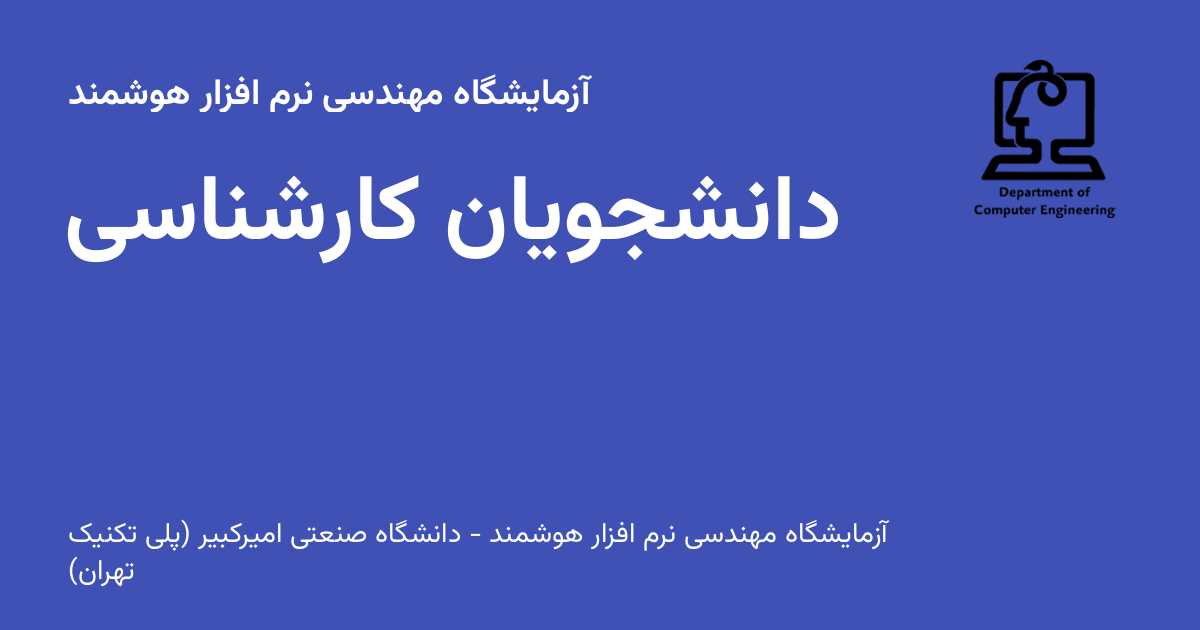 آزمایشگاه مهندسی نرم افزار هوشمند
Department of
Computer Engineering
دانشجویان کارشناسی
آزمایشگاه مهندسی نرم افزار هوشمند - دانشگاه صنعتی امیرکبیر (پلی تکنیک
تهران)